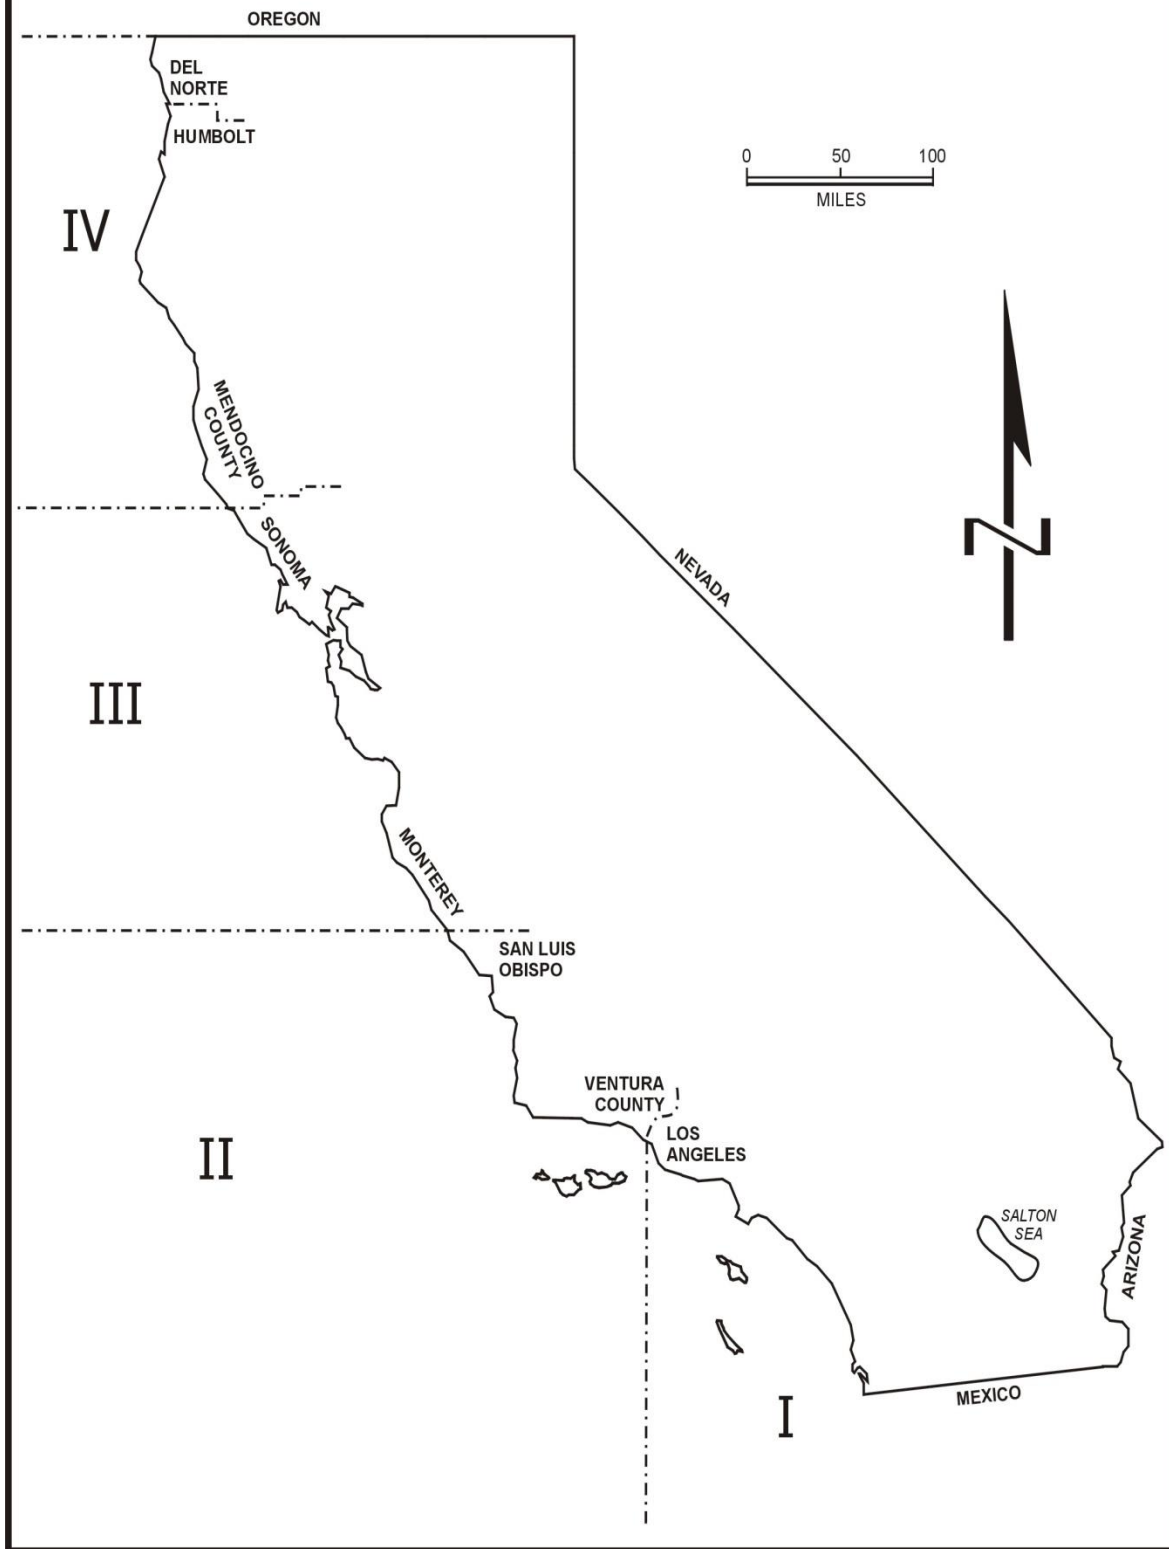 OREGON
DEL
NORTE
HUMBOLT
0 50 100
MILES
IV
MENDOCINO
COUNTY
SONOMA
NEVADA
III
MONTEREY
SAN LUIS
OBISPO
VENTURA
COUNTY
LOS
ANGELES
II
SALTON
SEA
ARIZONA
MEXICO
I
N